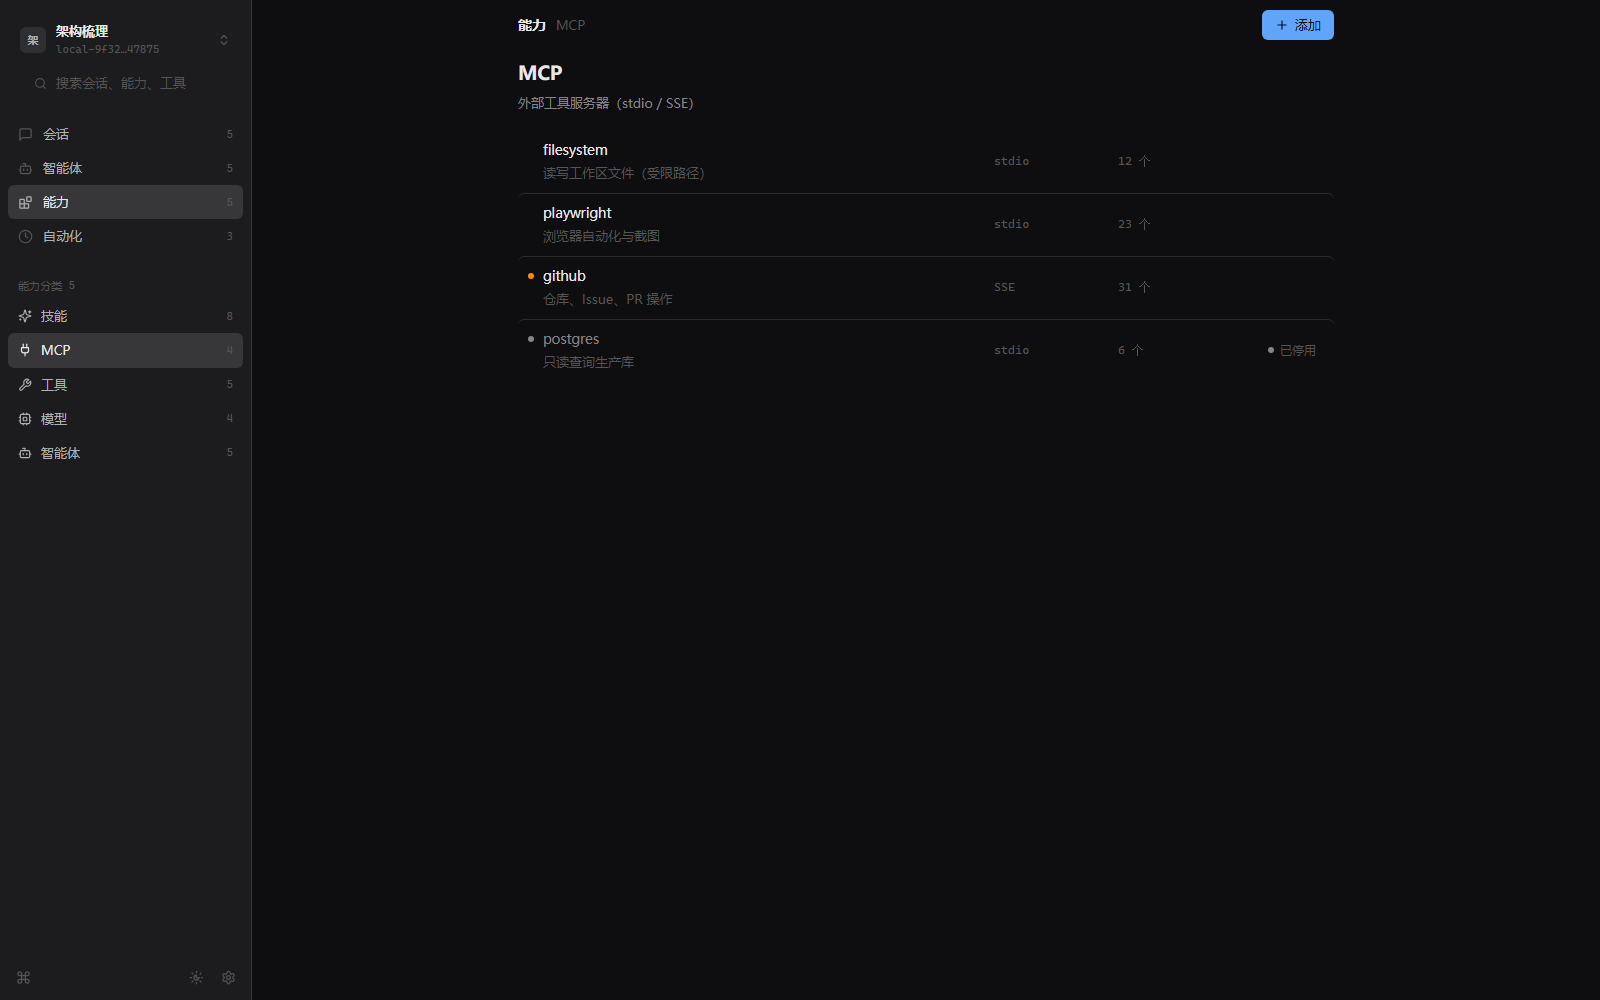 架 架构梳理
local-9f32…47875
搜索会话、能力、工具
会话 5
智能体 5
能力 5
自动化 3
能力分类 5
技能 8
MCP 4
工具 5
模型 4
智能体 5
能力 MCP
添加
MCP
外部工具服务器（stdio / SSE）
filesystem
读写工作区文件（受限路径）
stdio 12 个
playwright
浏览器自动化与截图
stdio 23 个
github
仓库、Issue、PR 操作
SSE 31 个
postgres
只读查询生产库
stdio 6 个 已停用